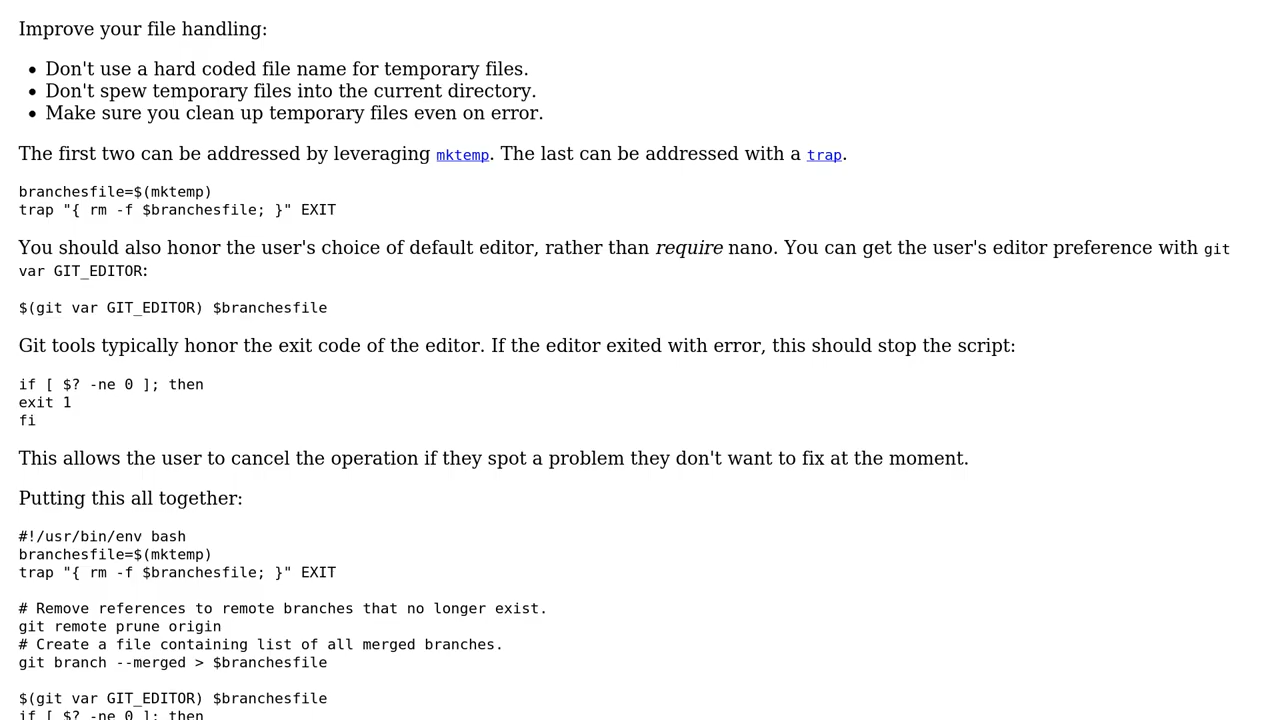 Improve your file handling:
Don't use a hard coded file name for temporary files.
Don't spew temporary files into the current directory.
Make sure you clean up temporary files even on error.
The first two can be addressed by leveraging mktemp. The last can be addressed with a trap.
branchesfile=$(mktemp)
trap "{ rm -f $branchesfile; }" EXIT
You should also honor the user's choice of default editor, rather than require nano. You can get the user's editor preference with git
var GIT_EDITOR:
$(git var GIT_EDITOR) $branchesfile
Git tools typically honor the exit code of the editor. If the editor exited with error, this should stop the script:
if [ $? -ne 0 ]; then
exit 1
fi
This allows the user to cancel the operation if they spot a problem they don't want to fix at the moment.
Putting this all together:
#!/usr/bin/env bash
branchesfile=$(mktemp)
trap "{ rm -f $branchesfile; }" EXIT
# Remove references to remote branches that no longer exist.
git remote prune origin
# Create a file containing list of all merged branches.
git branch --merged > $branchesfile
$(git var GIT_EDITOR) $branchesfile
if [ $? -ne 0 ]; then